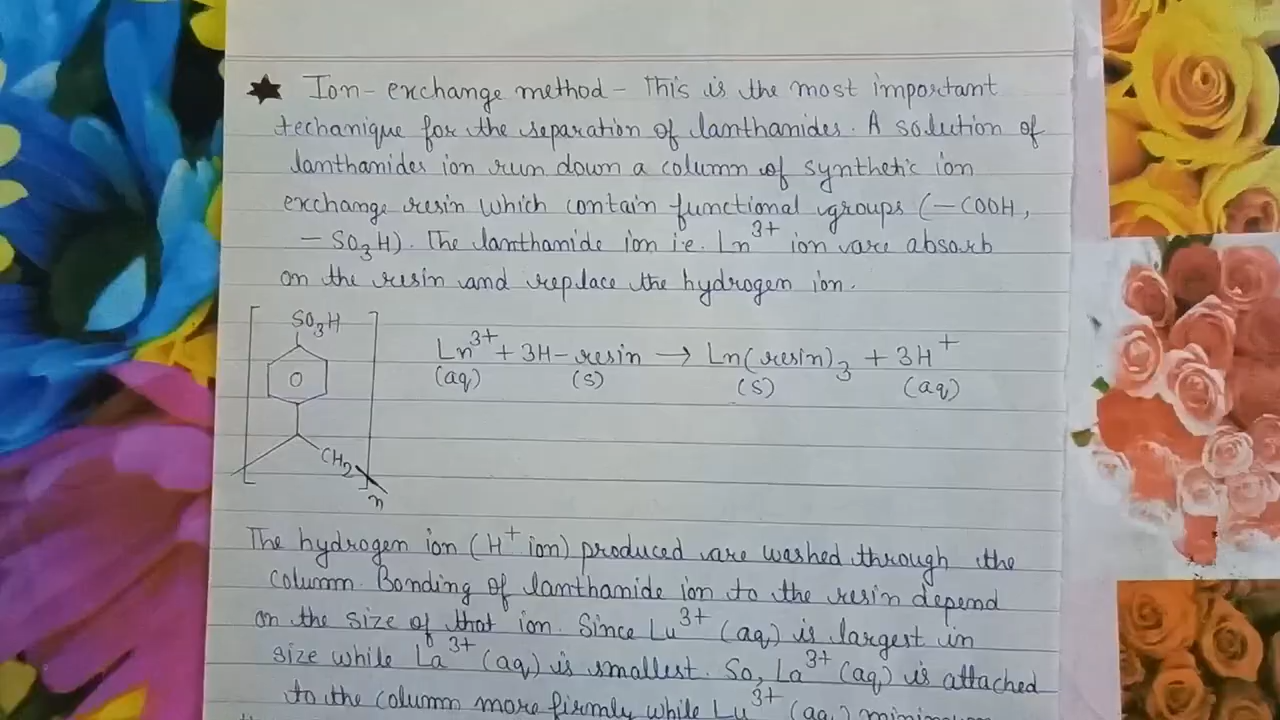 ★ Ion-exchange method - This is the most important
techanique for the separation of lanthamides. A solution of
lanthamides ion run down a column of synthetic ion
exchange resin which contain functional groups (-COOH,
- SO₃H). The lanthamide ion i.e. Ln³⁺ ion are absorb
on the resin and replace the hydrogen ion.
SO₃H
Ln³⁺ + 3H - resin → Ln(resin)₃ + 3H⁺
(aq) (s) (s) (aq)
CH₂
n
The hydrogen ion (H⁺ ion) produced are washed through the
column. Bonding of lanthamide ion to the resin depend
on the size of that ion. Since Lu³⁺ (aq) is largest in
size while La³⁺ (aq) is smallest. So, La³⁺ (aq) is attached
to the column more firmly while Lu³⁺ (aq)